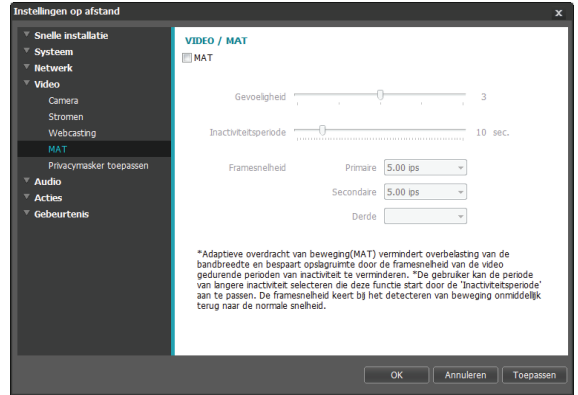 Instellingen op afstand
x
Snelle installatie
Systeem
Netwerk
Video
Camera
Stromen
Webcasting
MAT
Privacymasker toepassen
Audio
Acties
Gebeurtenis
VIDEO / MAT
MAT
Gevoeligheid 3
Inactiviteitsperiode 10 sec.
Framesnelheid Primaire 5.00 ips
Secondaire 5.00 ips
Derde
*Adaptieve overdracht van beweging(MAT) vermindert overbelasting van de
bandbreedte en bespaart opslagruimte door de framesnelheid van de video
gedurende perioden van inactiviteit te verminderen. *De gebruiker kan de periode
van langere inactiviteit selecteren die deze functie start door de 'Inactiviteitsperiode'
aan te passen. De framesnelheid keert bij het detecteren van beweging onmiddellijk
terug naar de normale snelheid.
OK Annuleren Toepassen